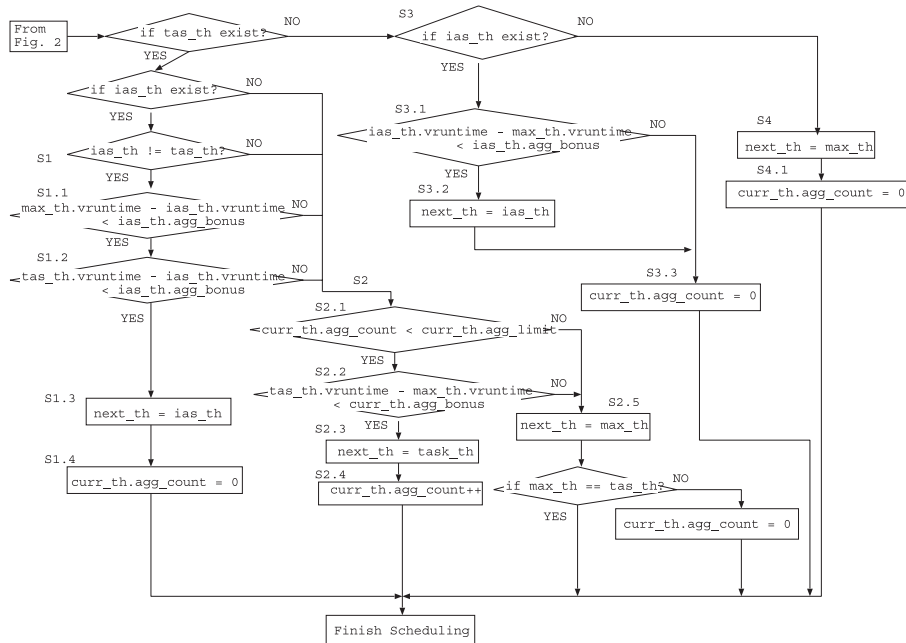 From
Fig. 2
if tas_th exist?
NO
S3
if ias_th exist?
NO
YES
if ias_th exist?
NO
YES
S3.1
ias_th.vruntime - max_th.vruntime
< ias_th.agg_bonus
NO
YES
S4
next_th = max_th
S4.1
curr_th.agg_count = 0
YES
S1
ias_th != tas_th?
NO
YES
S1.1
max_th.vruntime - ias_th.vruntime
< ias_th.agg_bonus
NO
YES
S3.2
next_th = ias_th
S1.2
tas_th.vruntime - ias_th.vruntime
< ias_th.agg_bonus
NO
YES
S3.3
curr_th.agg_count = 0
S2
S2.1
curr_th.agg_count < curr_th.agg_limit
NO
YES
S2.2
tas_th.vruntime - max_th.vruntime
< curr_th.agg_bonus
NO
YES
S1.3
next_th = ias_th
S2.3
next_th = task_th
S2.5
next_th = max_th
S1.4
curr_th.agg_count = 0
S2.4
curr_th.agg_count++
if max_th == tas_th?
NO
YES
curr_th.agg_count = 0
Finish Scheduling